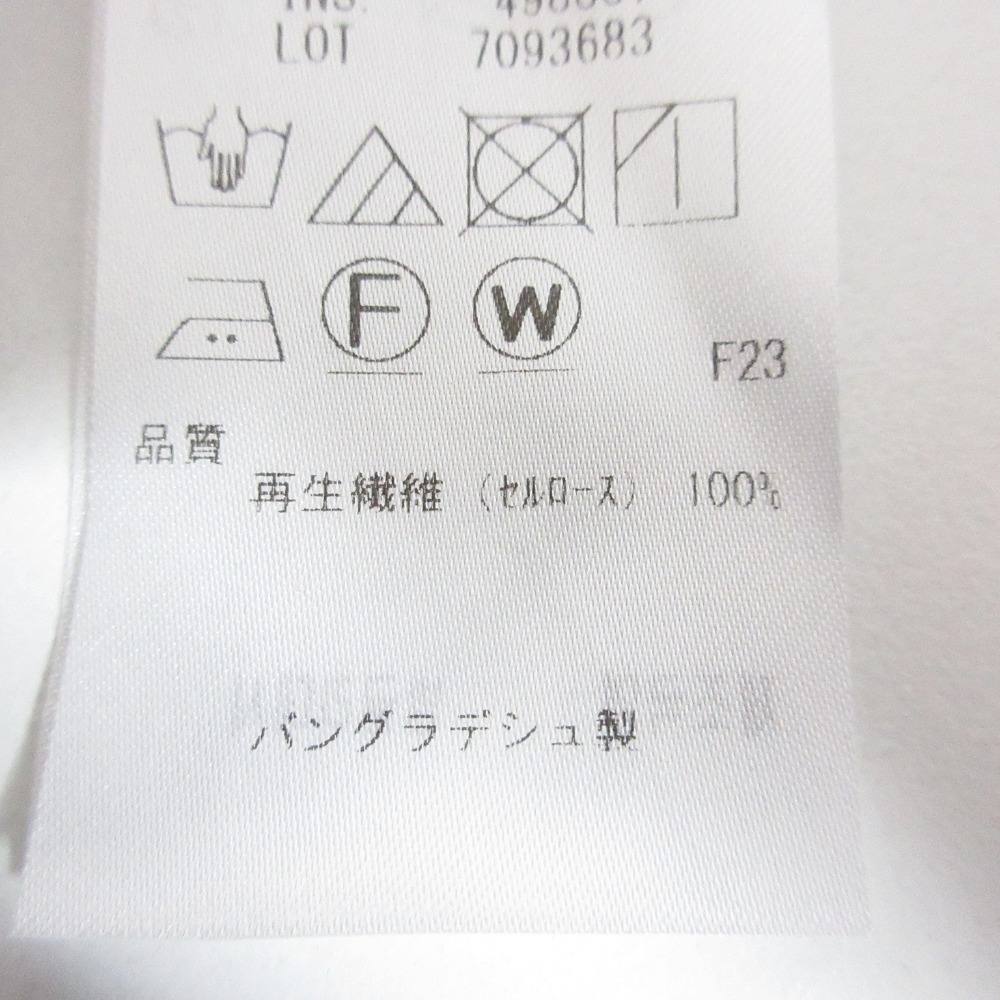 LOT 7093683
F W
F23
品質
再生繊維 (セルロース) 100%
バングラデシュ製